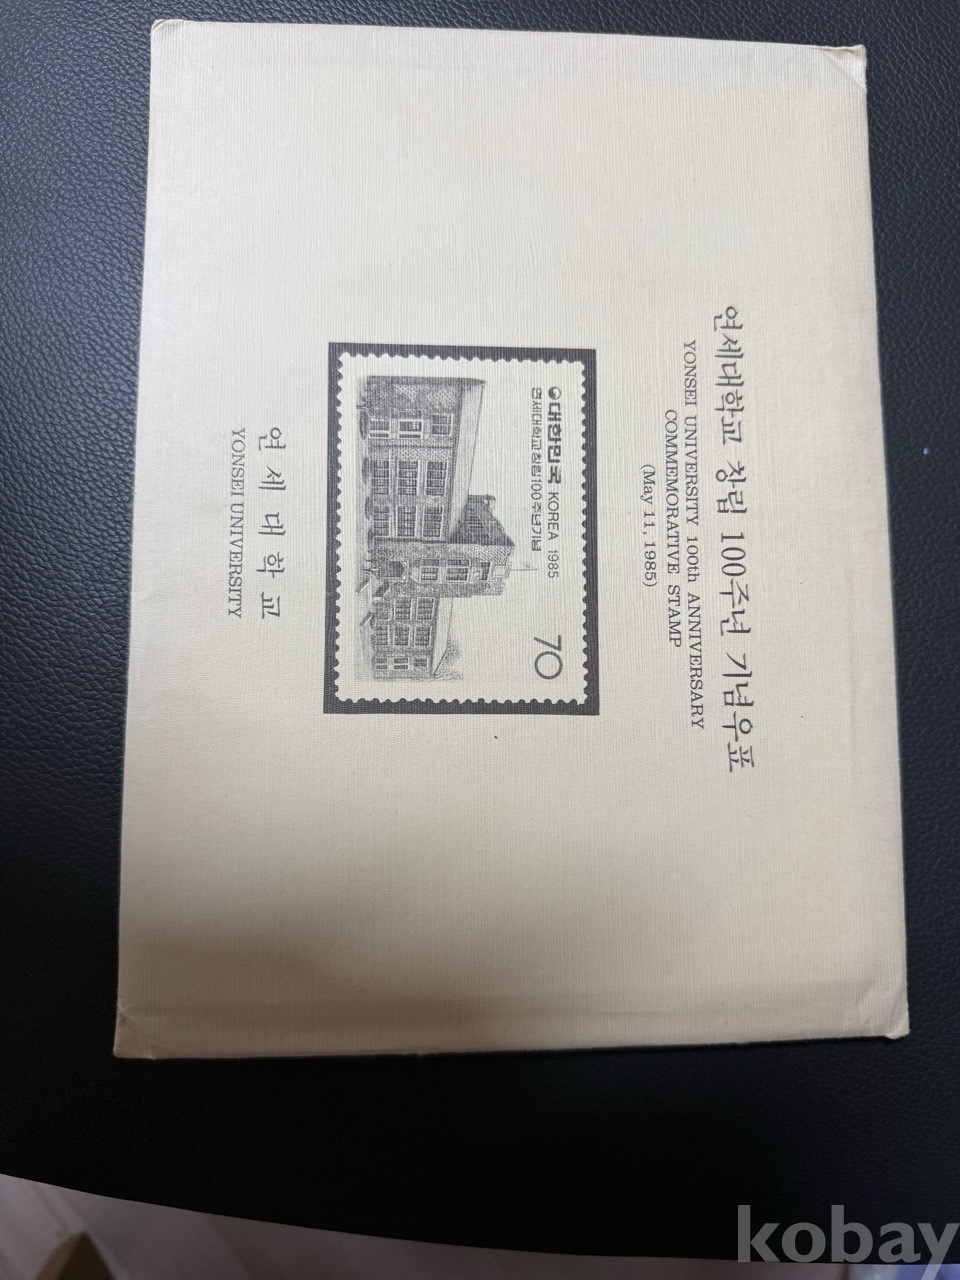 연세대학교 창립 100주년 기념우표
YONSEI UNIVERSITY 100th ANNIVERSARY
COMMEMORATIVE STAMP
(May 11, 1985)
대한민국 KOREA 1985
연세대학교창립100주년기념
70
연세대학교
YONSEI UNIVERSITY
kobay